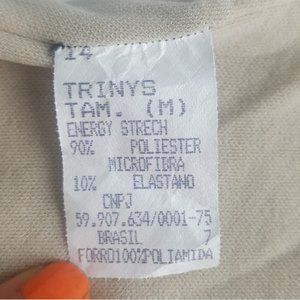 14
TRINYS
TAM. (M)
ENERGY STRECH
90% POLIESTER
MICROFIBRA
10% ELASTANO
CNPJ
59.907.634/0001-75
BRASIL 7
FORRO100%POLIAMIDA